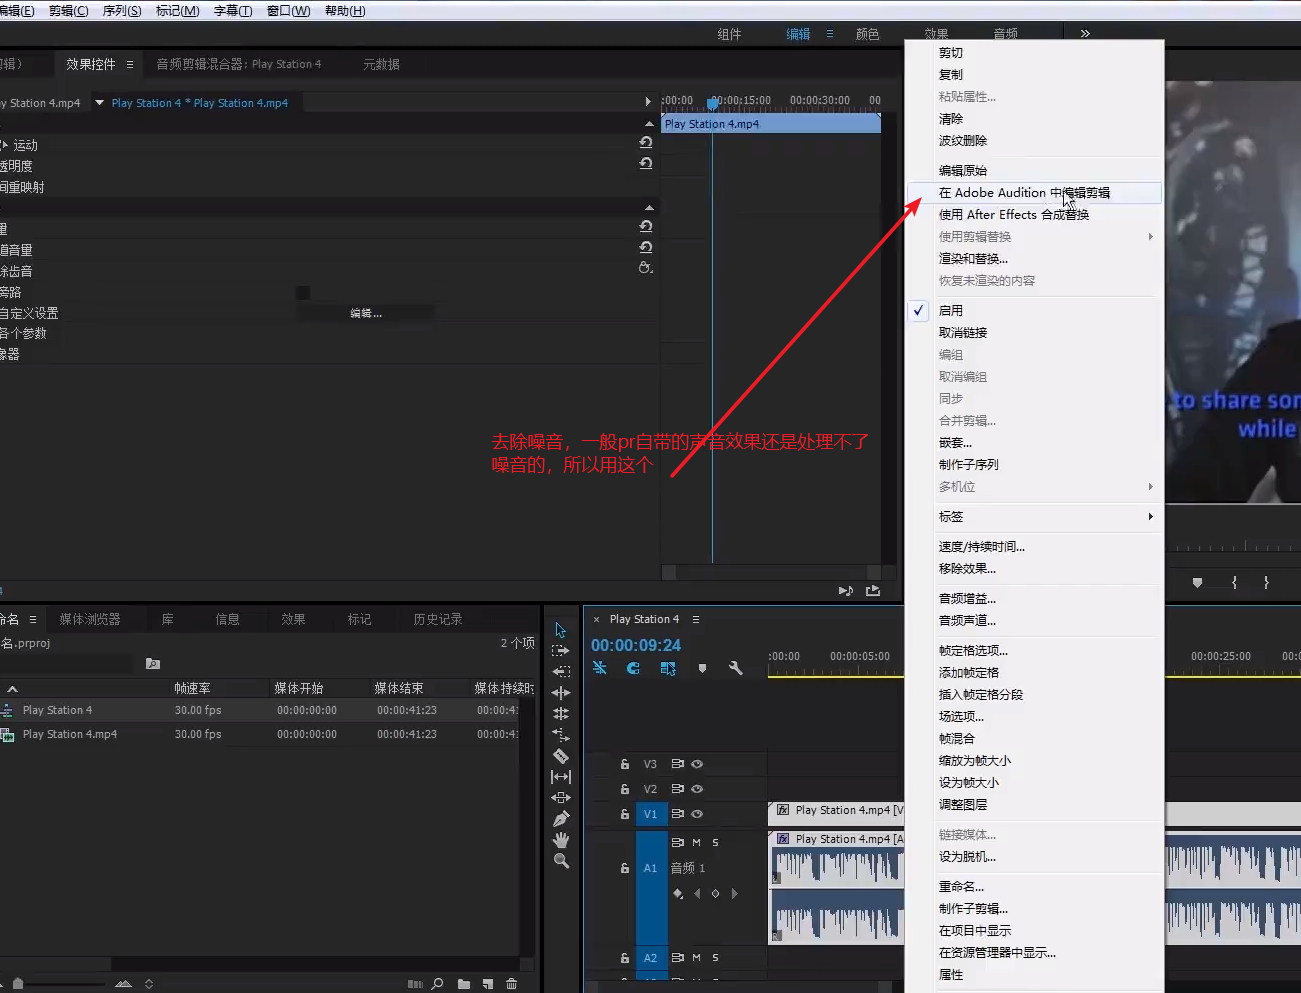 编辑(E) 剪辑(C) 序列(S) 标记(M) 字幕(T) 窗口(W) 帮助(H)
组件 编辑 颜色 效果 音频
效果控件 音频剪辑混合器: Play Station 4 元数据
Play Station 4 * Play Station 4.mp4
:00:00 00:00:15:00 00:00:30:00 00
Play Station 4.mp4
运动
透明度
间重映射
量
道音量
除齿音
旁路
自定义设置 编辑...
各个参数
像器
去除噪音，一般pr自带的声音效果还是处理不了
噪音的，所以用这个
剪切
复制
粘贴属性...
清除
波纹删除
编辑原始
在 Adobe Audition 中编辑剪辑
使用 After Effects 合成替换
使用剪辑替换
渲染和替换...
恢复未渲染的内容
启用
取消链接
编组
取消编组
同步
合并剪辑...
嵌套...
制作子序列
多机位
标签
速度/持续时间...
移除效果...
音频增益...
音频声道...
帧定格选项...
添加帧定格
插入帧定格分段
场选项...
帧混合
缩放为帧大小
设为帧大小
调整图层
链接媒体...
设为脱机...
重命名...
制作子剪辑...
在项目中显示
在资源管理器中显示...
属性
to share som
while
命名 媒体浏览器 库 信息 效果 标记 历史记录
名.prproj 2 个项
帧速率 媒体开始 媒体结束 媒体持续时
Play Station 4 30.00 fps 00:00:00:00 00:00:41:23 00:00:41
Play Station 4.mp4 30.00 fps 00:00:00:00 00:00:41:23 00:00:41
× Play Station 4
00:00:09:24
:00:00 00:00:05:00 00:00:25:00 00:0
V3
V2
V1 fx Play Station 4.mp4 [V
fx Play Station 4.mp4 [A
M S
A1 音频 1
L
R
A2 M S